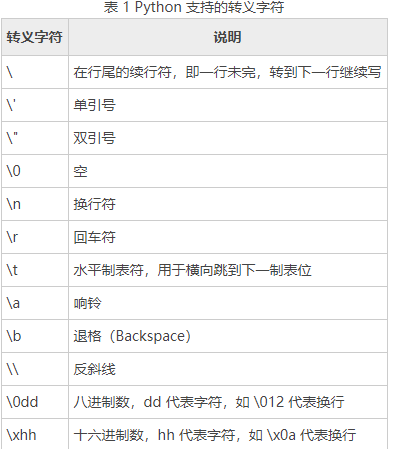 表 1 Python 支持的转义字符
转义字符 说明
\ 在行尾的续行符，即一行未完，转到下一行继续写
\' 单引号
\" 双引号
\0 空
\n 换行符
\r 回车符
\t 水平制表符，用于横向跳到下一制表位
\a 响铃
\b 退格（Backspace）
\\ 反斜线
\0dd 八进制数，dd 代表字符，如 \012 代表换行
\xhh 十六进制数，hh 代表字符，如 \x0a 代表换行